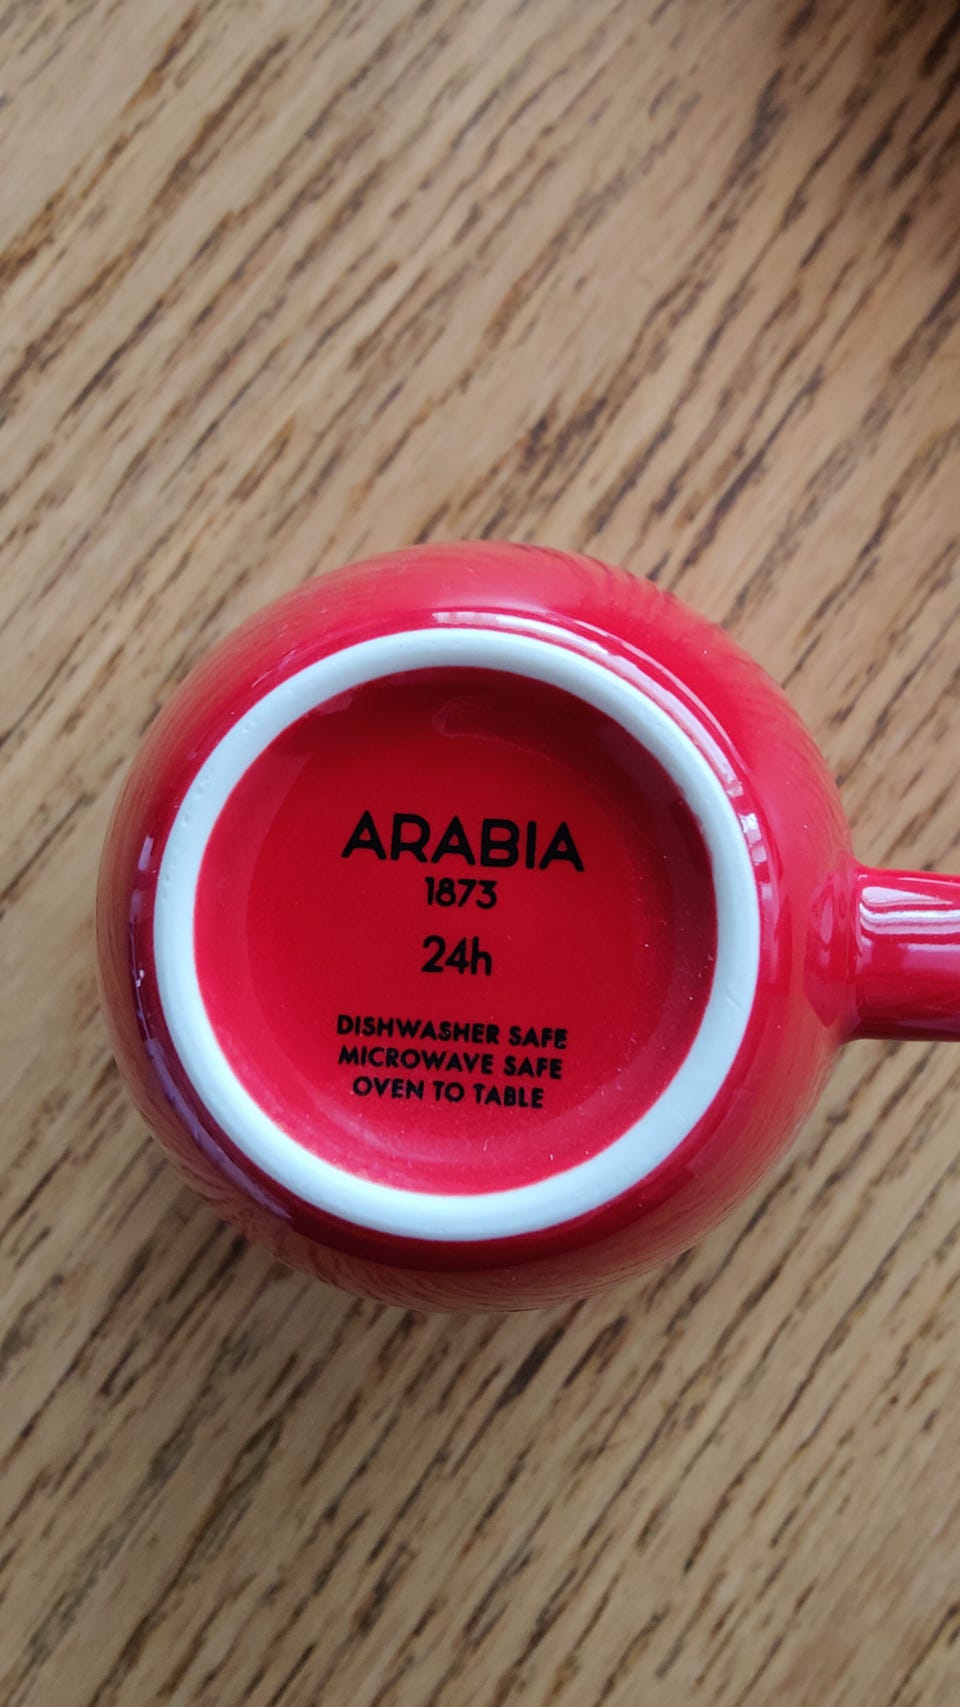 ARABIA
1873
24h
DISHWASHER SAFE
MICROWAVE SAFE
OVEN TO TABLE